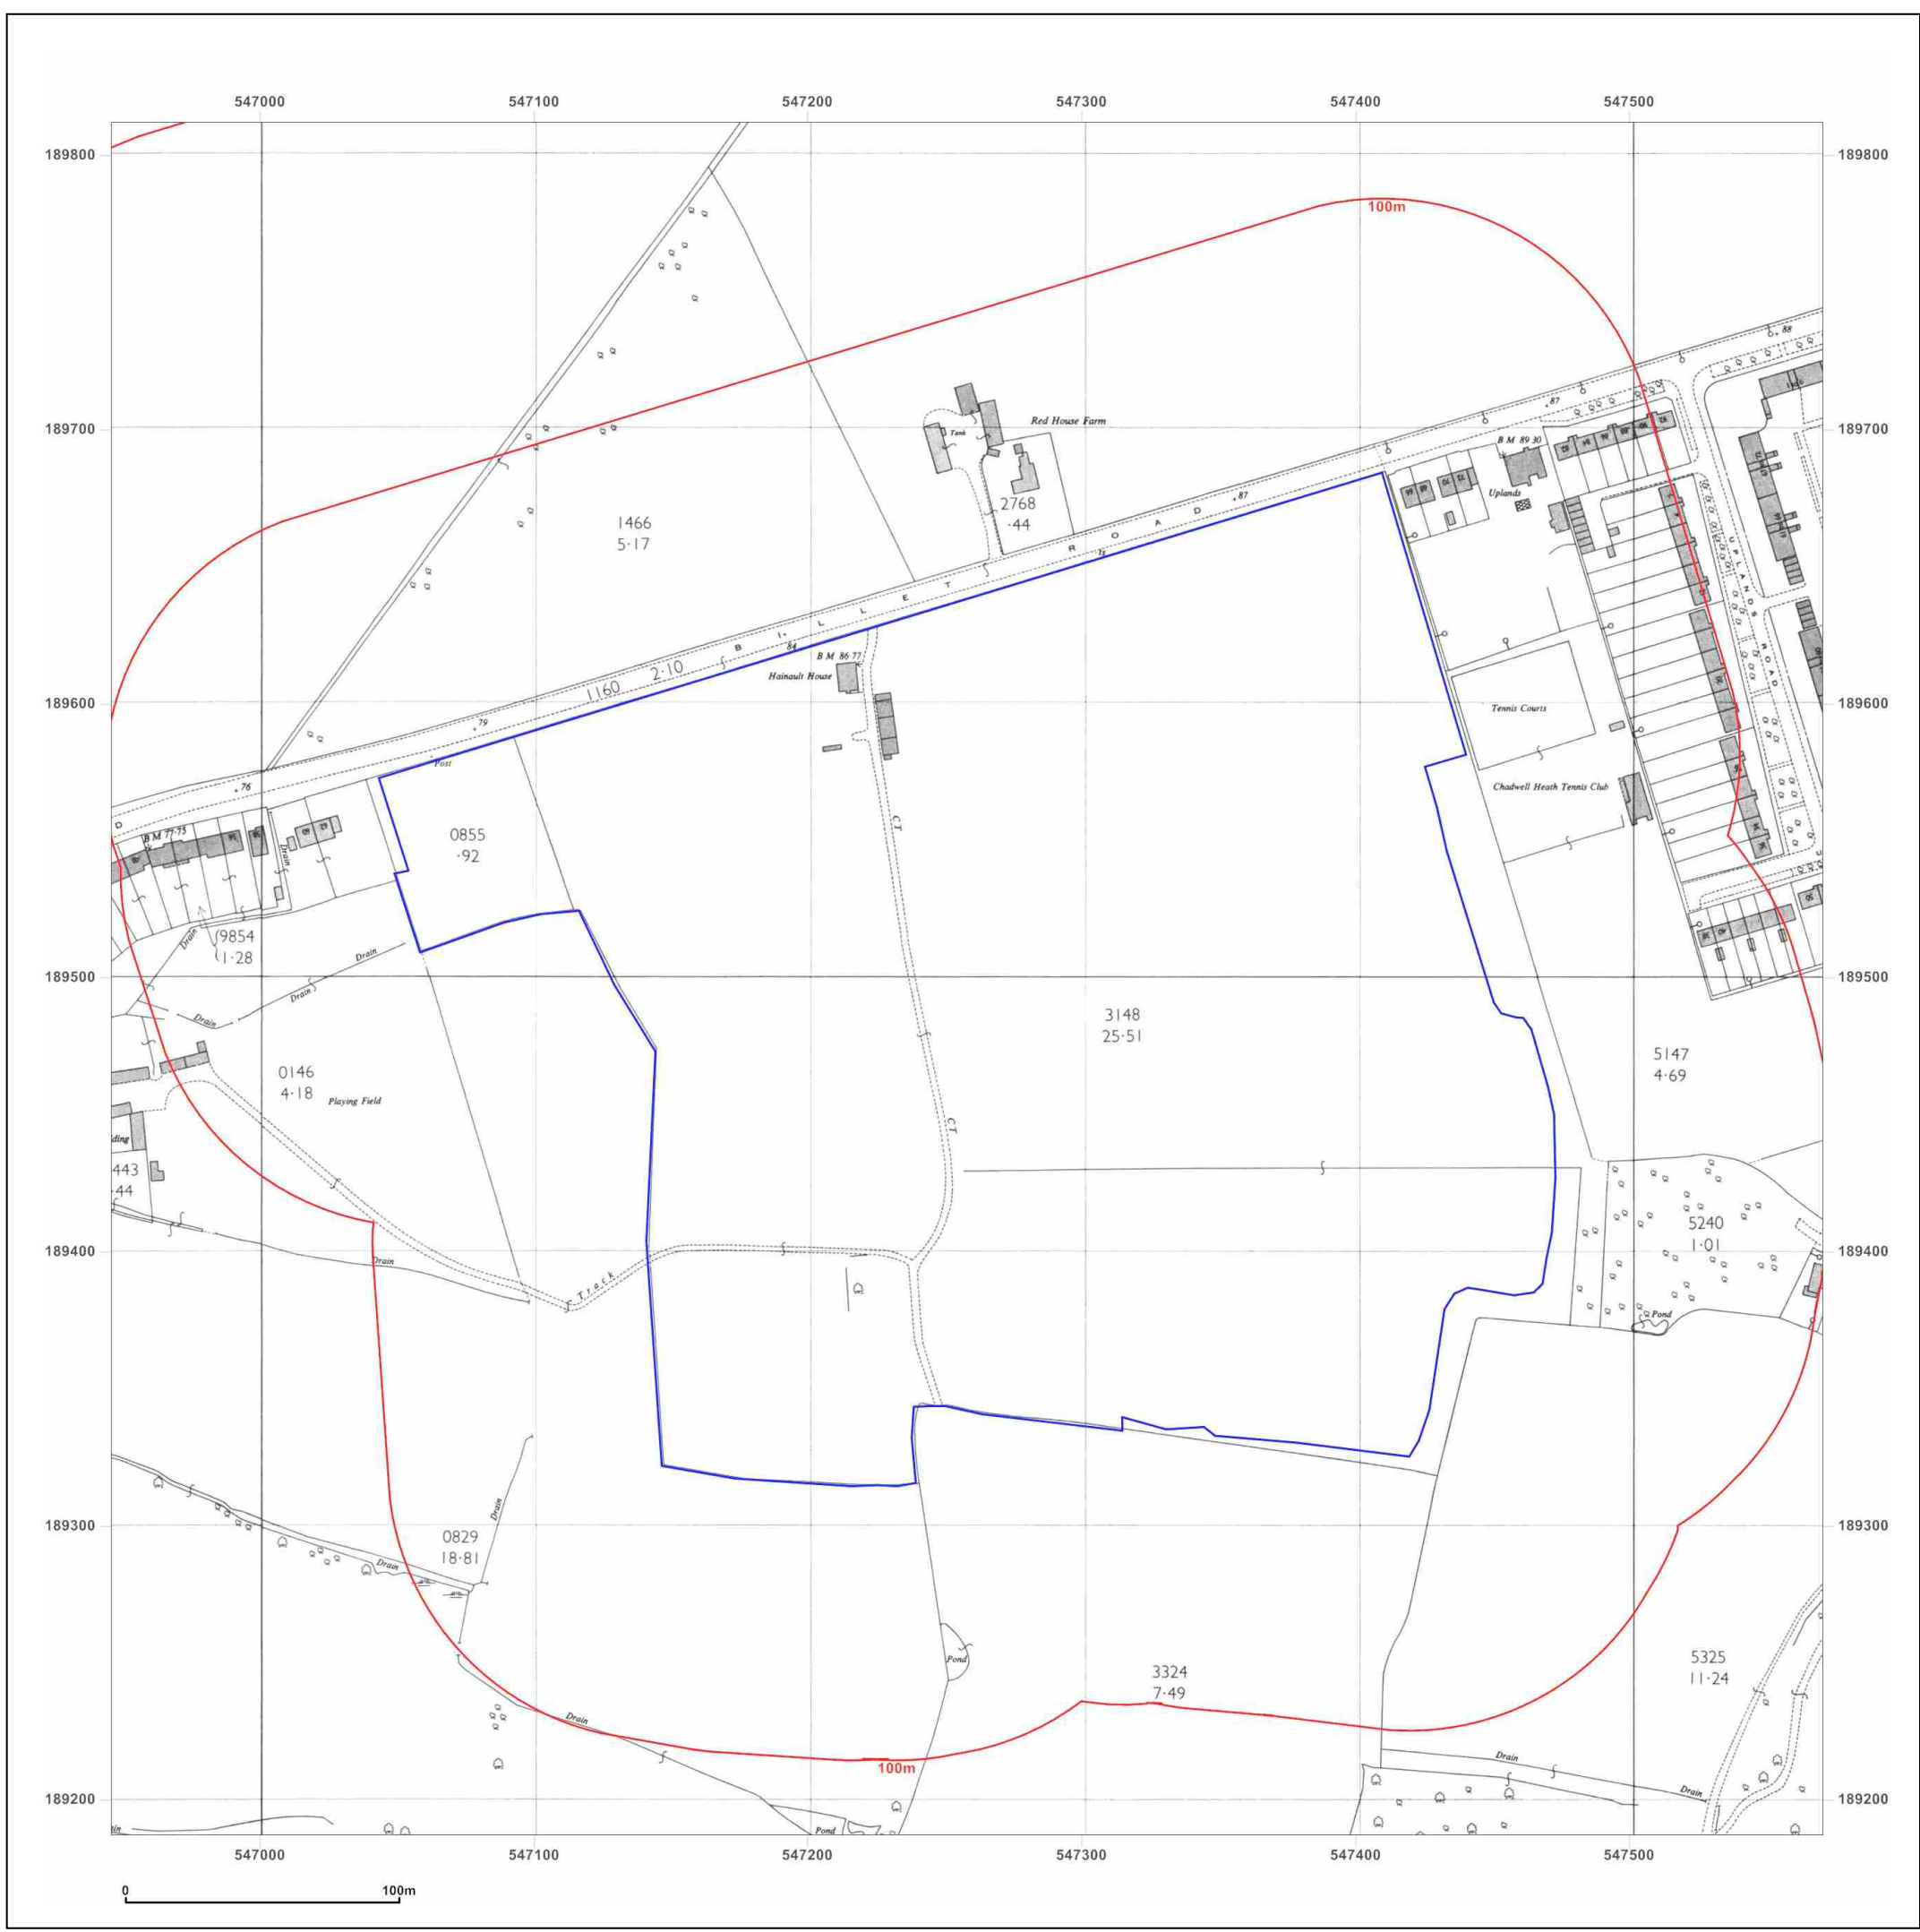 547000 547100 547200 547300 547400 547500
189800 189800
100m
88
87
189700 Red House Farm 189700
Tank
B M 89·30
Uplands
2768
·44
87
1466
5·17
BILLET ROAD
UPLANDS ROAD
84
B M 86·77
Hainault House
1160 2·10
189600 189600
79
Tennis Courts
Post
76
Chadwell Heath Tennis Club
D
B M 77·75
0855
·92
CT
Drain
Drain
9854
1·28
Drain
189500 189500
Drain
Drain
3148
25·51
5147
4·69
0146
4·18
Playing Field
CT
ding
443
·44
5240
1·01
189400 189400
Drain
Track
Pond
189300 189300
Drain
0829
18·81
Drain
Pond
3324
7·49
5325
11·24
Drain
100m
Drain
Drain
189200 189200
Pond
547000 547100 547200 547300 547400 547500
0 100m